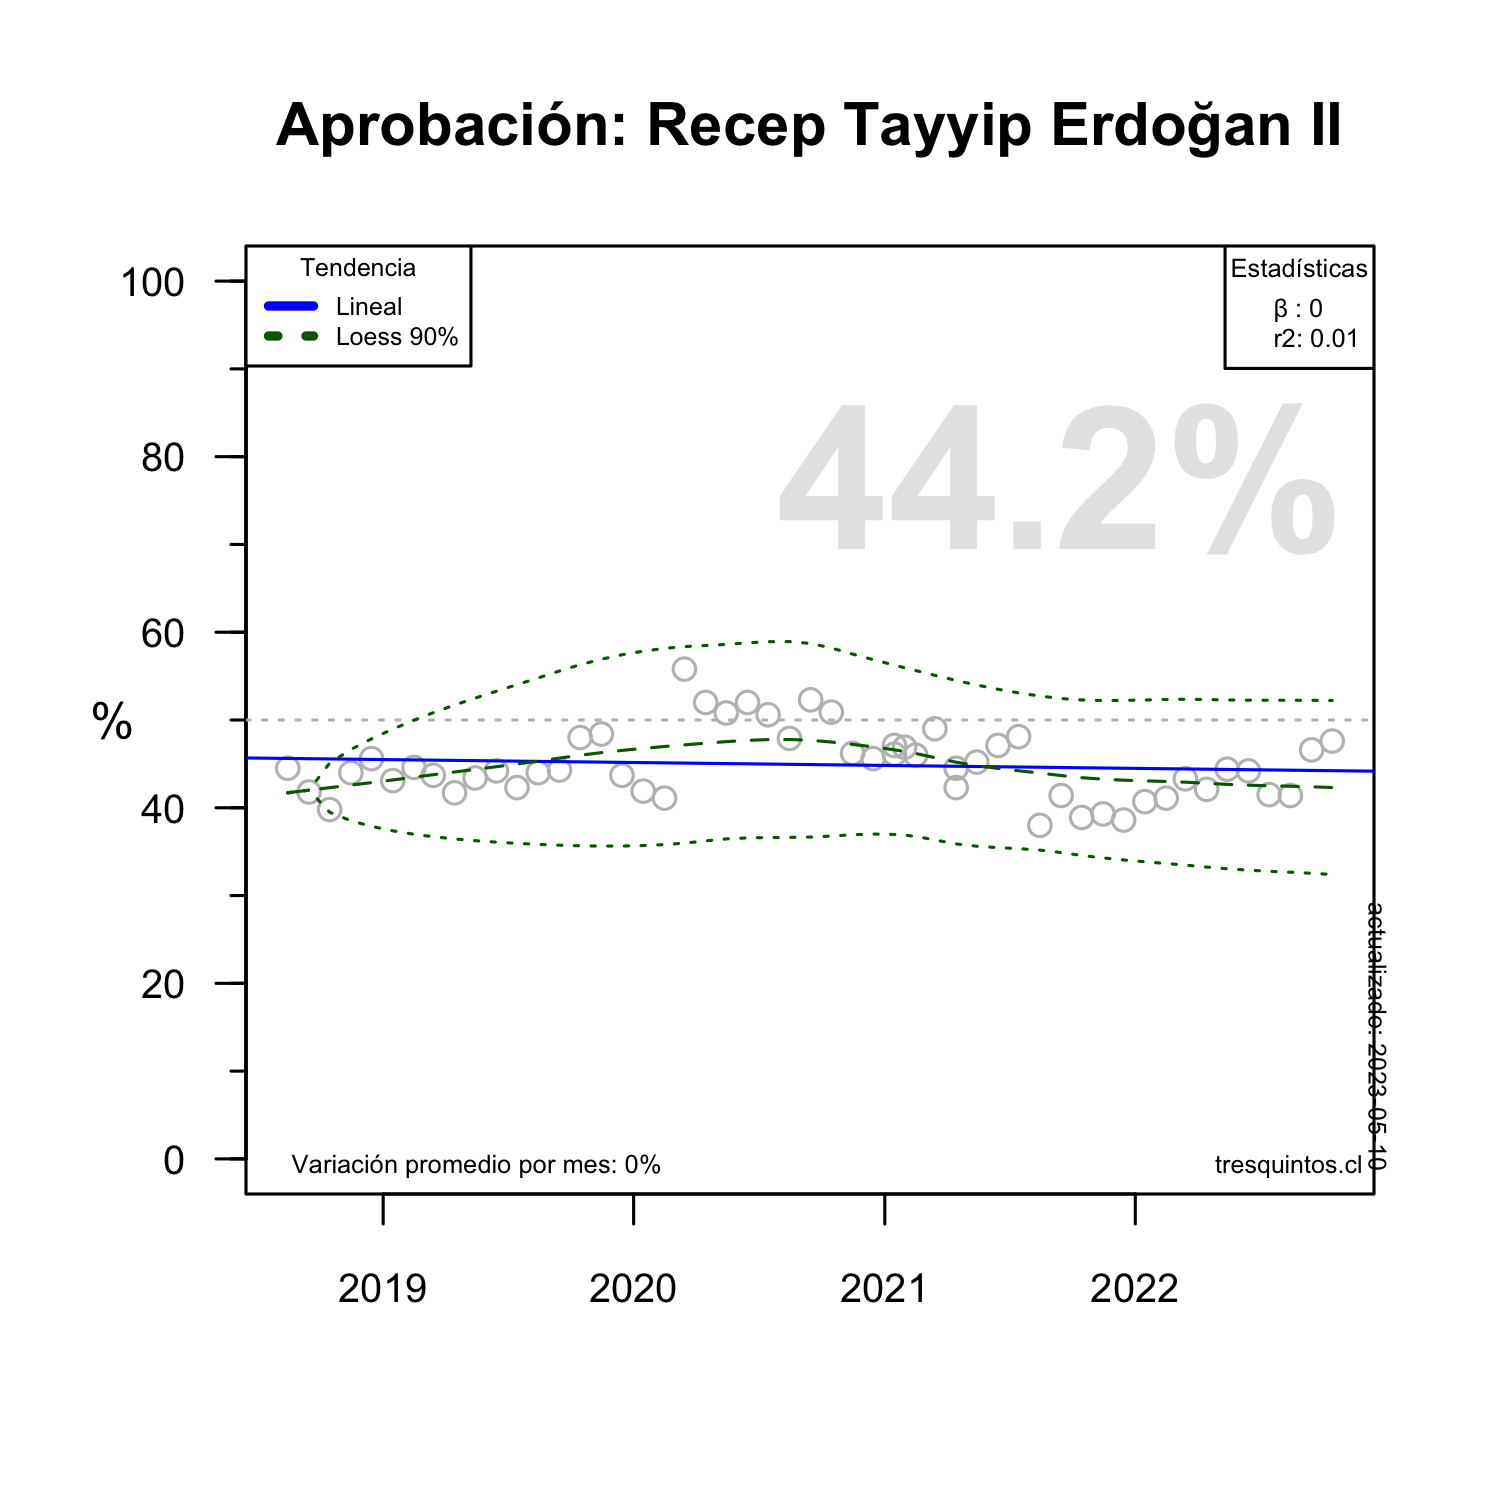 Aprobación: Recep Tayyip Erdoğan II
Tendencia
Lineal
Loess 90%
Estadísticas
β : 0
r2: 0.01
44.2%
100
80
60
40
20
0
%
actualizado: 2023-05-10
Variación promedio por mes: 0%
tresquintos.cl
2019
2020
2021
2022